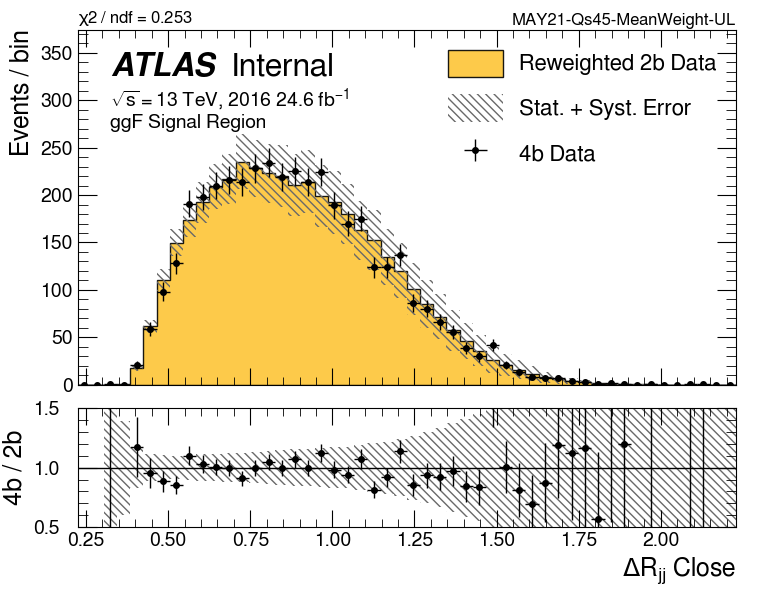 χ2 / ndf = 0.253
MAY21-Qs45-MeanWeight-UL
Events / bin
350
300
250
200
150
100
50
0
ATLAS Internal
√s = 13 TeV, 2016 24.6 fb⁻¹
ggF Signal Region
Reweighted 2b Data
Stat. + Syst. Error
4b Data
4b / 2b
1.5
1.0
0.5
0.25 0.50 0.75 1.00 1.25 1.50 1.75 2.00
ΔRjj Close